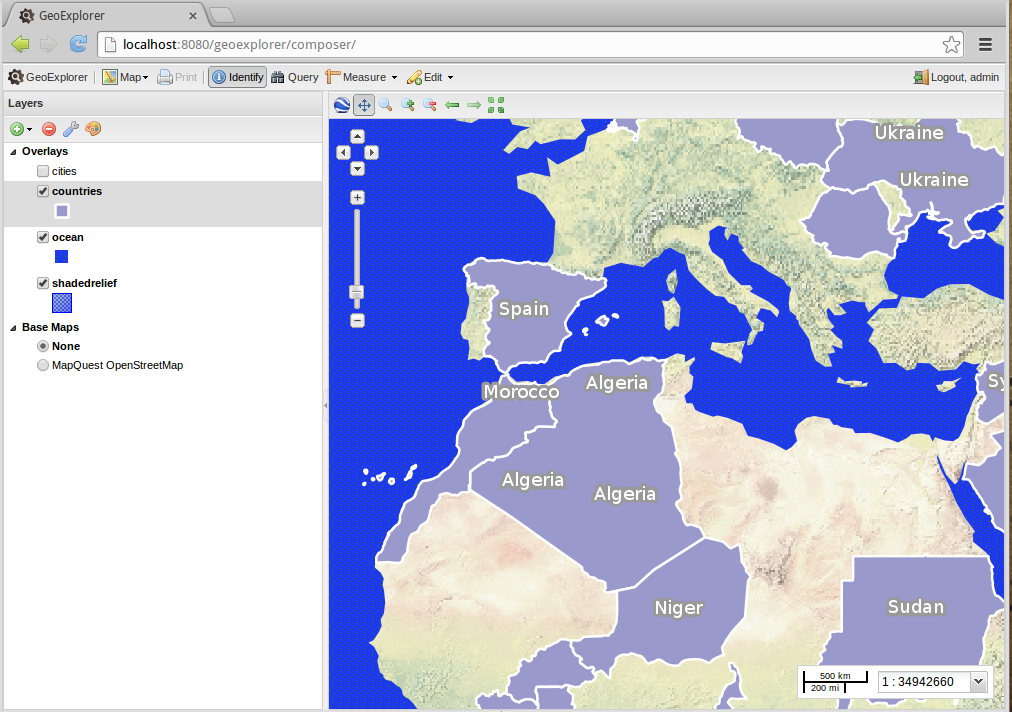 GeoExplorer
localhost:8080/geoexplorer/composer/
GeoExplorer Map Print Identify Query Measure Edit Logout, admin
Layers
Overlays
cities
countries
ocean
shadedrelief
Base Maps
None
MapQuest OpenStreetMap
Ukraine
Ukraine
Spain
Sy
Algeria
Morocco
Algeria
Algeria
Niger
Sudan
500 km
200 mi
1 : 34942660